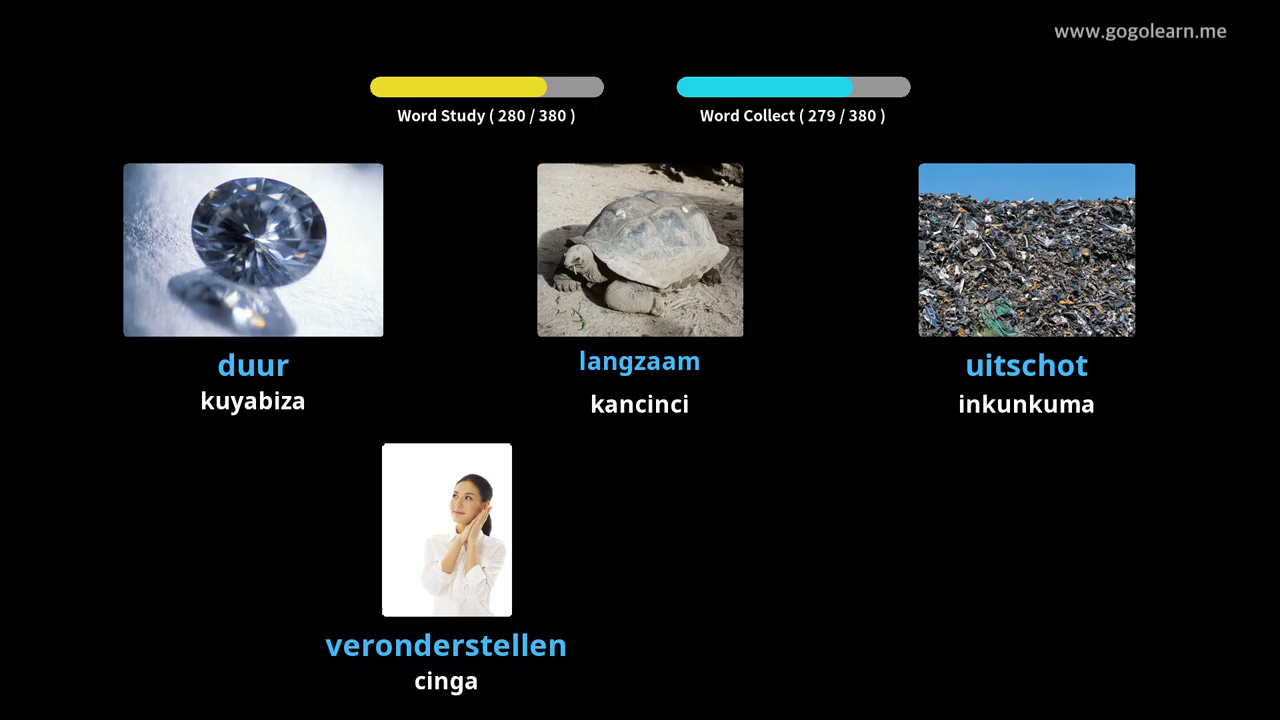 www.gogolearn.me
Word Study ( 280 / 380 )
Word Collect ( 279 / 380 )
duur
kuyabiza
langzaam
kancinci
uitschot
inkunkuma
veronderstellen
cinga